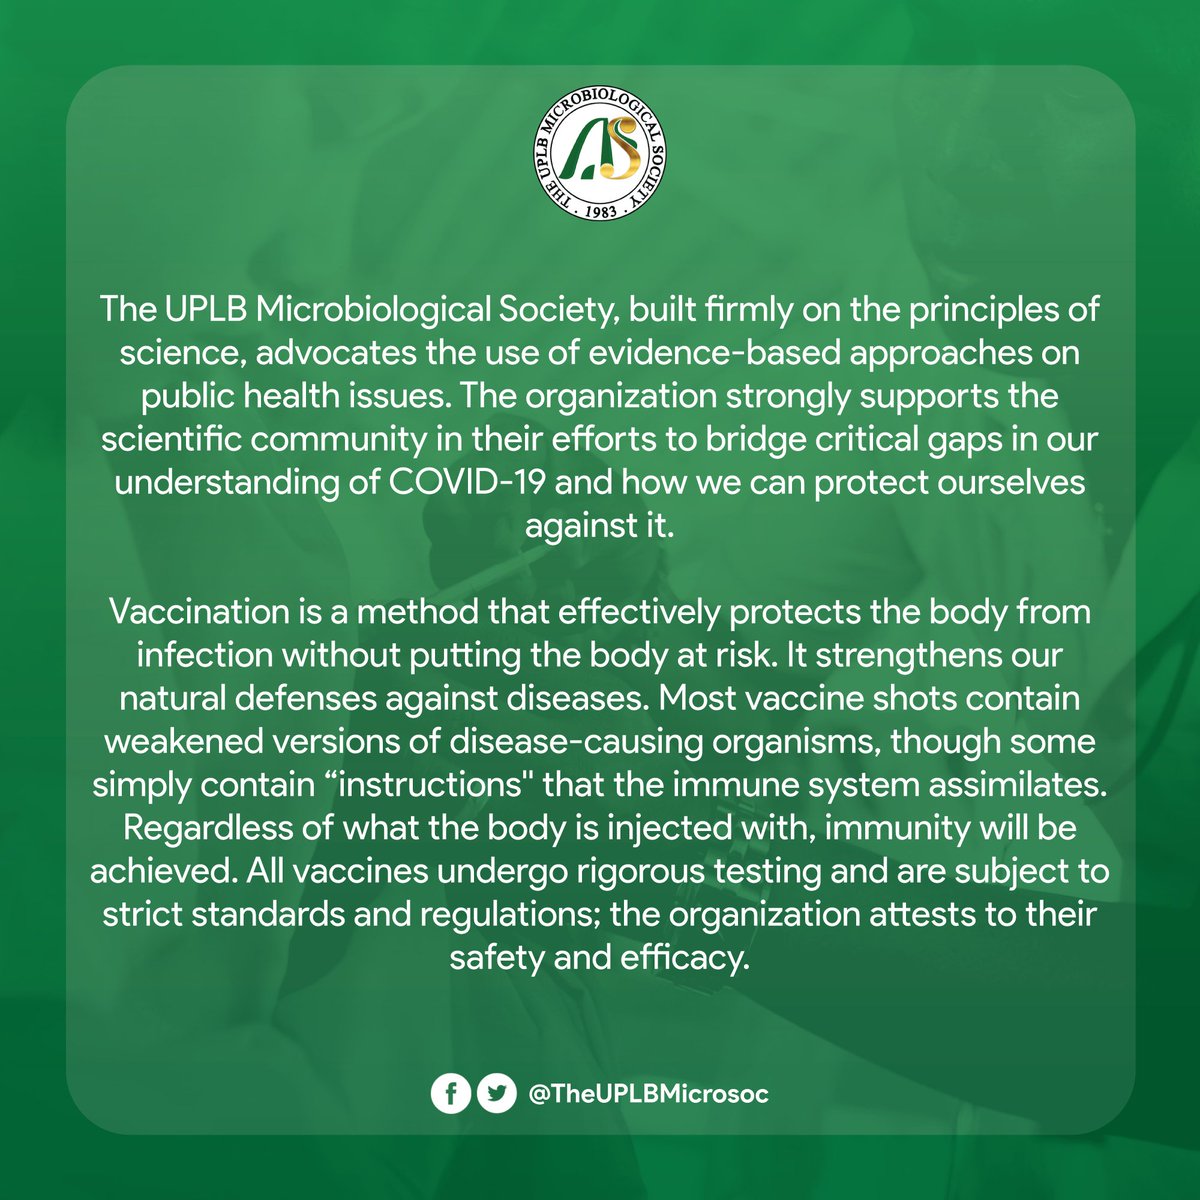 THE UPLB MICROBIOLOGICAL SOCIETY
· 1983 ·
The UPLB Microbiological Society, built firmly on the principles of
science, advocates the use of evidence-based approaches on
public health issues. The organization strongly supports the
scientific community in their efforts to bridge critical gaps in our
understanding of COVID-19 and how we can protect ourselves
against it.
Vaccination is a method that effectively protects the body from
infection without putting the body at risk. It strengthens our
natural defenses against diseases. Most vaccine shots contain
weakened versions of disease-causing organisms, though some
simply contain “instructions" that the immune system assimilates.
Regardless of what the body is injected with, immunity will be
achieved. All vaccines undergo rigorous testing and are subject to
strict standards and regulations; the organization attests to their
safety and efficacy.
@TheUPLBMicrosoc